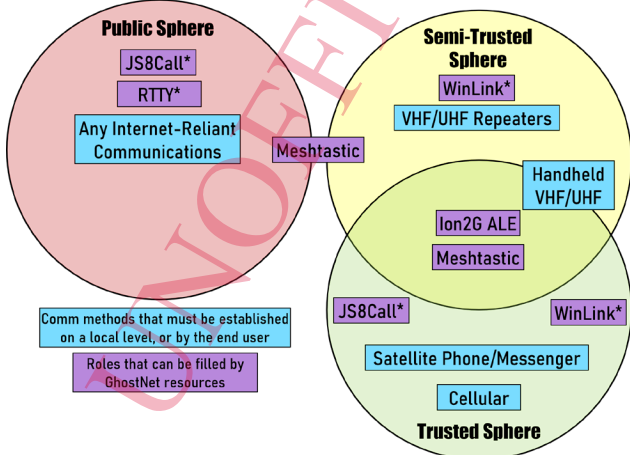 Public Sphere
JS8Call*
RTTY*
Any Internet-Reliant
Communications
Meshtastic
Semi-Trusted
Sphere
WinLink*
VHF/UHF Repeaters
Handheld
VHF/UHF
Ion2G ALE
Meshtastic
JS8Call*
WinLink*
Satellite Phone/Messenger
Cellular
Trusted Sphere
Comm methods that must be established
on a local level, or by the end user
Roles that can be filled by
GhostNet resources
UNOFFI